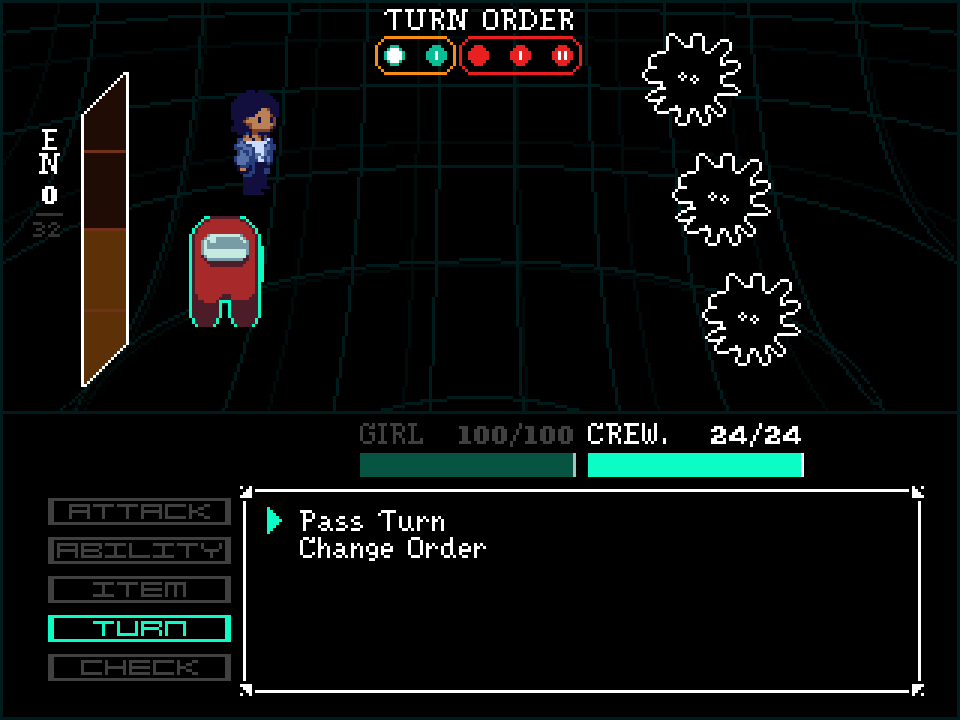 TURN ORDER
EN
0
32
GIRL 100/100 CREW. 24/24
ATTACK
ABILITY
ITEM
TURN
CHECK
Pass Turn
Change Order